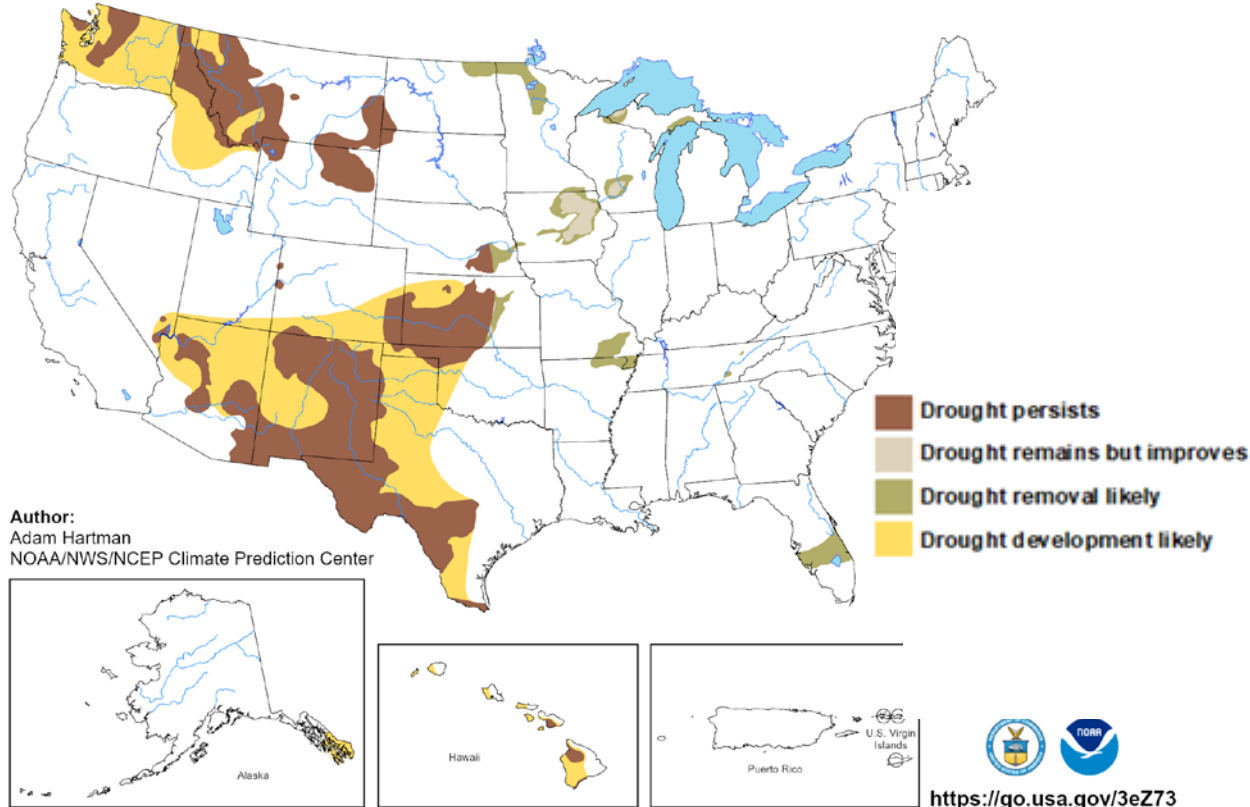 Drought persists
Drought remains but improves
Drought removal likely
Drought development likely
Author:
Adam Hartman
NOAA/NWS/NCEP Climate Prediction Center
Alaska
Hawaii
Puerto Rico
U.S. Virgin
Islands
NOAA
https://go.usa.gov/3eZ73